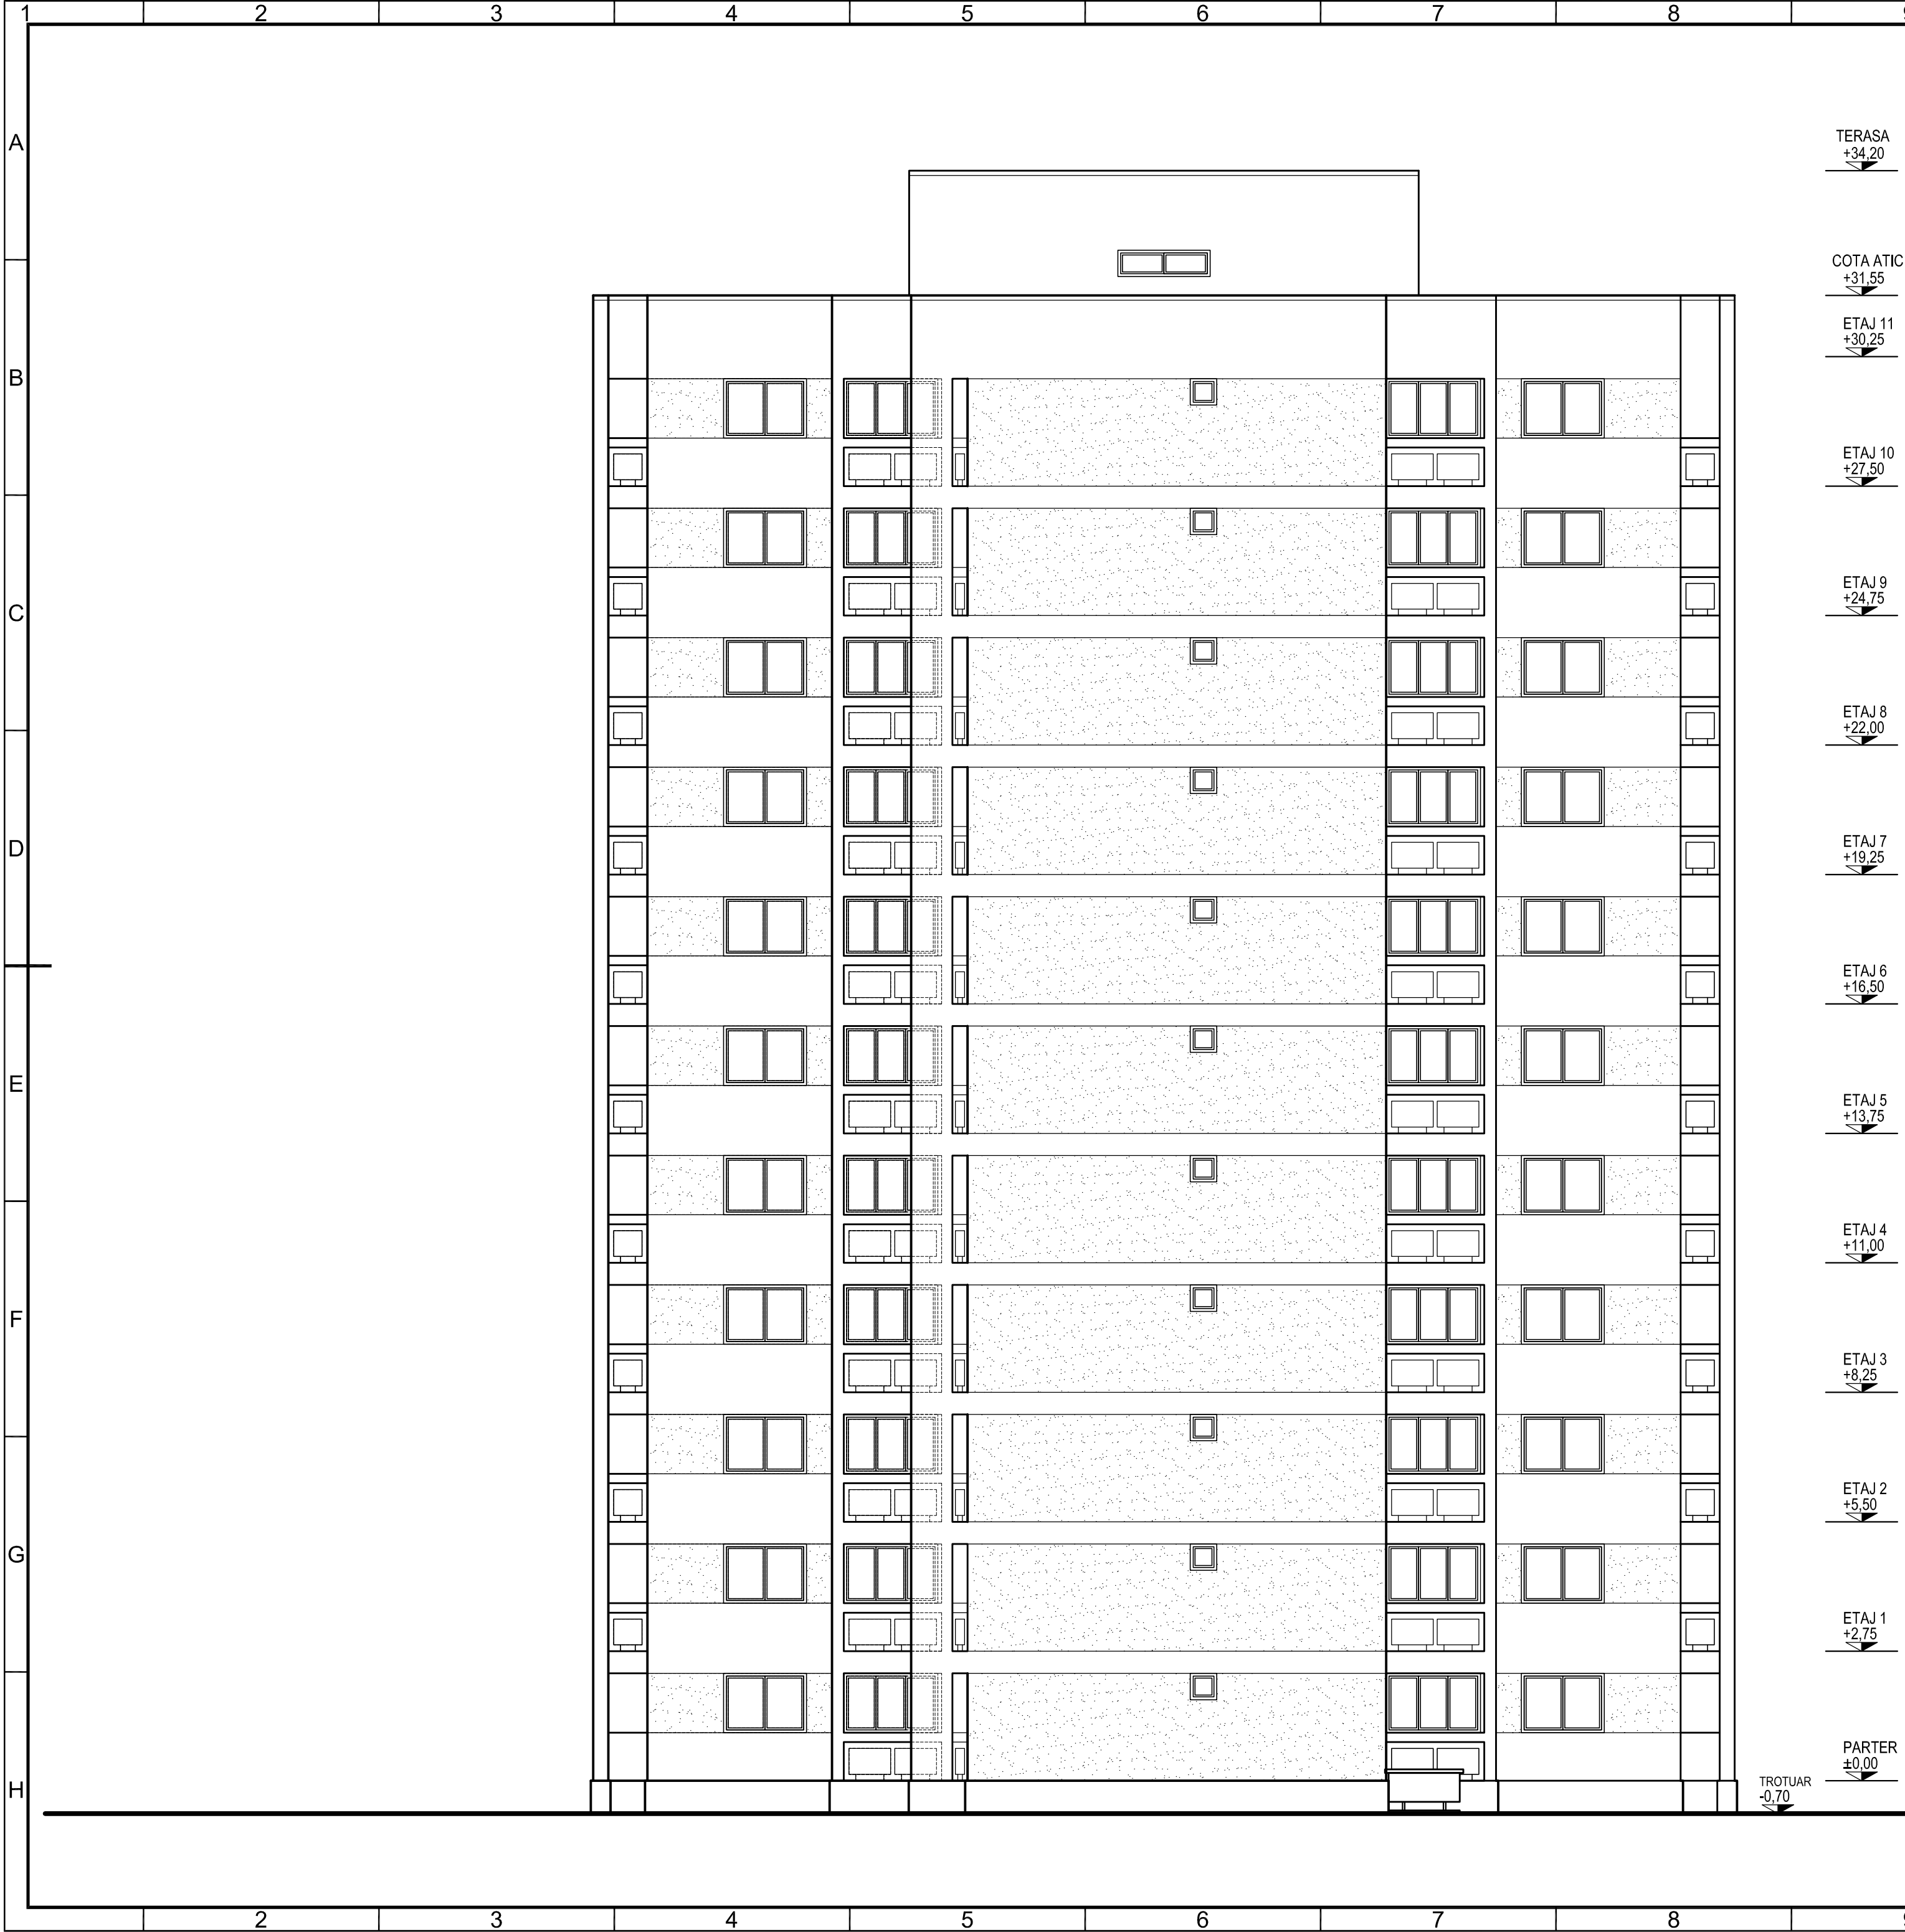 1 2 3 4 5 6 7 8
A
TERASA
+34,20
COTA ATIC
+31,55
ETAJ 11
+30,25
B
ETAJ 10
+27,50
C
ETAJ 9
+24,75
ETAJ 8
+22,00
D
ETAJ 7
+19,25
ETAJ 6
+16,50
E
ETAJ 5
+13,75
ETAJ 4
+11,00
F
ETAJ 3
+8,25
ETAJ 2
+5,50
G
ETAJ 1
+2,75
PARTER
±0,00
H
TROTUAR
-0,70
2 3 4 5 6 7 8